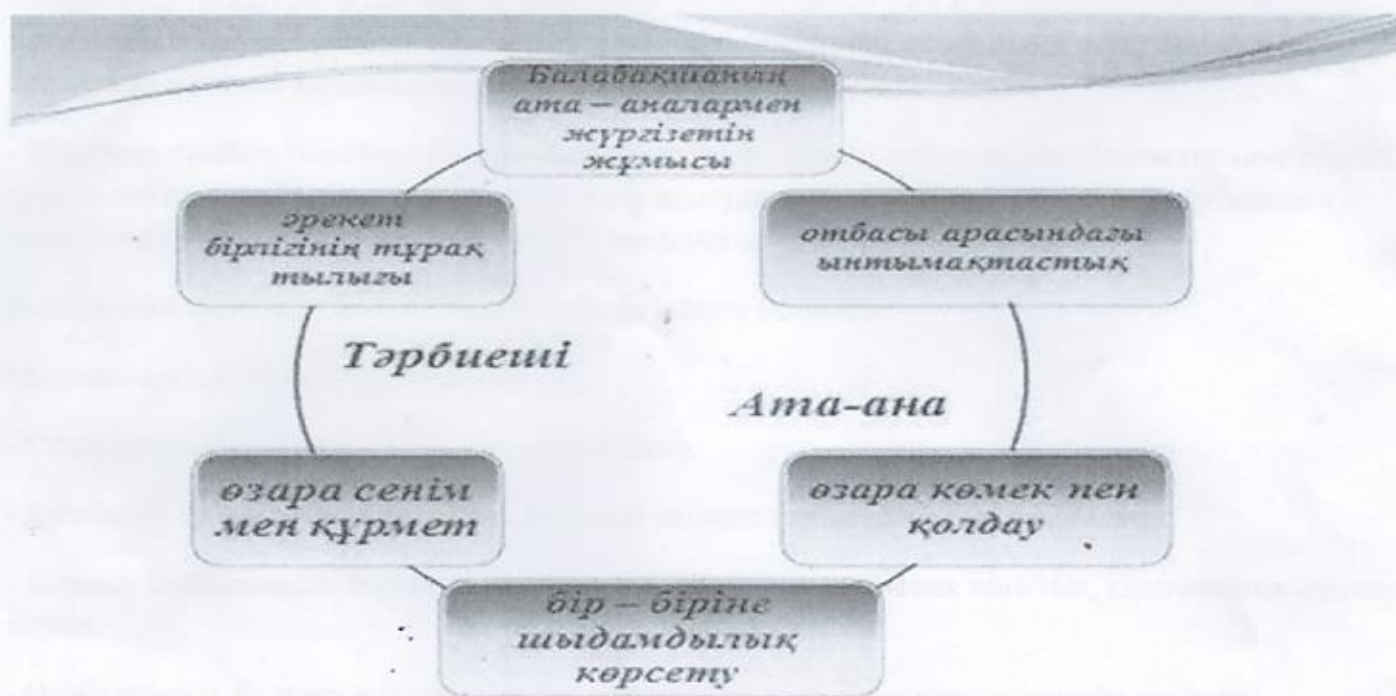 Балабақшаның
ата – аналармен
жүргізетін
жұмысы
әрекет
бірлігінің тұрақ
тылығы
отбасы арасындағы
ынтымақтастық
Тәрбиеші
Ата-ана
өзара сенім
мен құрмет
өзара көмек пен
қолдау
бір – біріне
шыдамдылық
көрсету